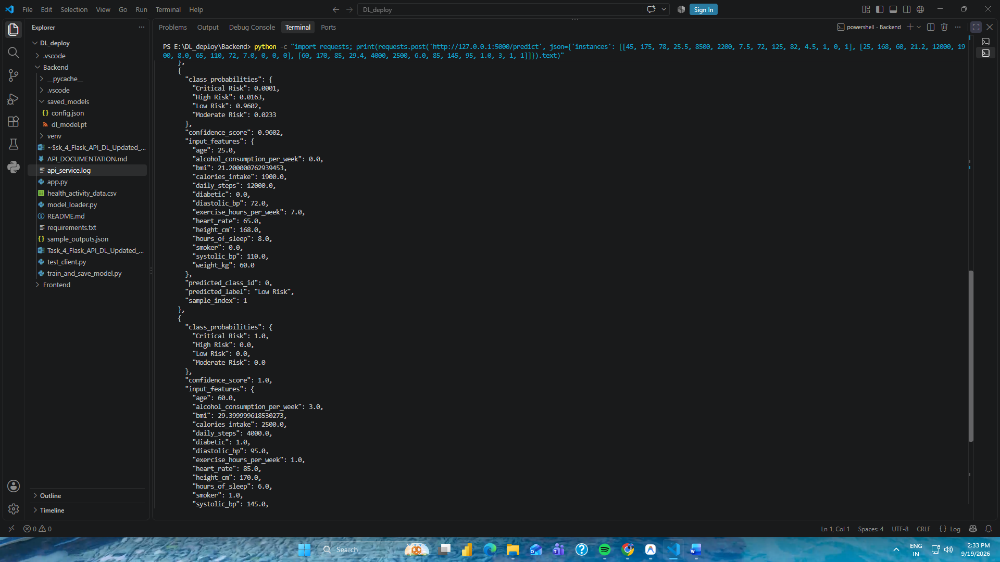 File Edit Selection View Go Run Terminal Help
DL_deploy
Sign In
Explorer
DL_deploy
.vscode
Backend
__pycache__
.vscode
saved_models
{} config.json
dl_model.pt
venv
~$sk_4_Flask_API_DL_Updated_...
API_DOCUMENTATION.md
api_service.log
app.py
health_activity_data.csv
model_loader.py
README.md
requirements.txt
{} sample_outputs.json
Task_4_Flask_API_DL_Updated_...
test_client.py
train_and_save_model.py
Frontend
Outline
Timeline
Problems Output Debug Console Terminal Ports
powershell - Backend
PS E:\DL_deploy\Backend> python -c "import requests; print(requests.post('http://127.0.0.1:5000/predict', json={'instances': [[45, 175, 78, 25.5, 8500, 2200, 7.5, 72, 125, 82, 4.5, 1, 0, 1], [25, 168, 60, 21.2, 12000, 19
00, 8.0, 65, 110, 72, 7.0, 0, 0, 0], [60, 170, 85, 29.4, 4000, 2500, 6.0, 85, 145, 95, 1.0, 3, 1, 1]]}).text)"
},
{
"class_probabilities": {
"Critical Risk": 0.0001,
"High Risk": 0.0163,
"Low Risk": 0.9602,
"Moderate Risk": 0.0233
},
"confidence_score": 0.9602,
"input_features": {
"age": 25.0,
"alcohol_consumption_per_week": 0.0,
"bmi": 21.200000762939453,
"calories_intake": 1900.0,
"daily_steps": 12000.0,
"diabetic": 0.0,
"diastolic_bp": 72.0,
"exercise_hours_per_week": 7.0,
"heart_rate": 65.0,
"height_cm": 168.0,
"hours_of_sleep": 8.0,
"smoker": 0.0,
"systolic_bp": 110.0,
"weight_kg": 60.0
},
"predicted_class_id": 0,
"predicted_label": "Low Risk",
"sample_index": 1
},
{
"class_probabilities": {
"Critical Risk": 1.0,
"High Risk": 0.0,
"Low Risk": 0.0,
"Moderate Risk": 0.0
},
"confidence_score": 1.0,
"input_features": {
"age": 60.0,
"alcohol_consumption_per_week": 3.0,
"bmi": 29.399999618530273,
"calories_intake": 2500.0,
"daily_steps": 4000.0,
"diabetic": 1.0,
"diastolic_bp": 95.0,
"exercise_hours_per_week": 1.0,
"heart_rate": 85.0,
"height_cm": 170.0,
"hours_of_sleep": 6.0,
"smoker": 1.0,
"systolic_bp": 145.0,
0 0
Ln 1, Col 1 Spaces: 4 UTF-8 CRLF {} Log
Search
ENG
IN
2:33 PM
9/19/2026